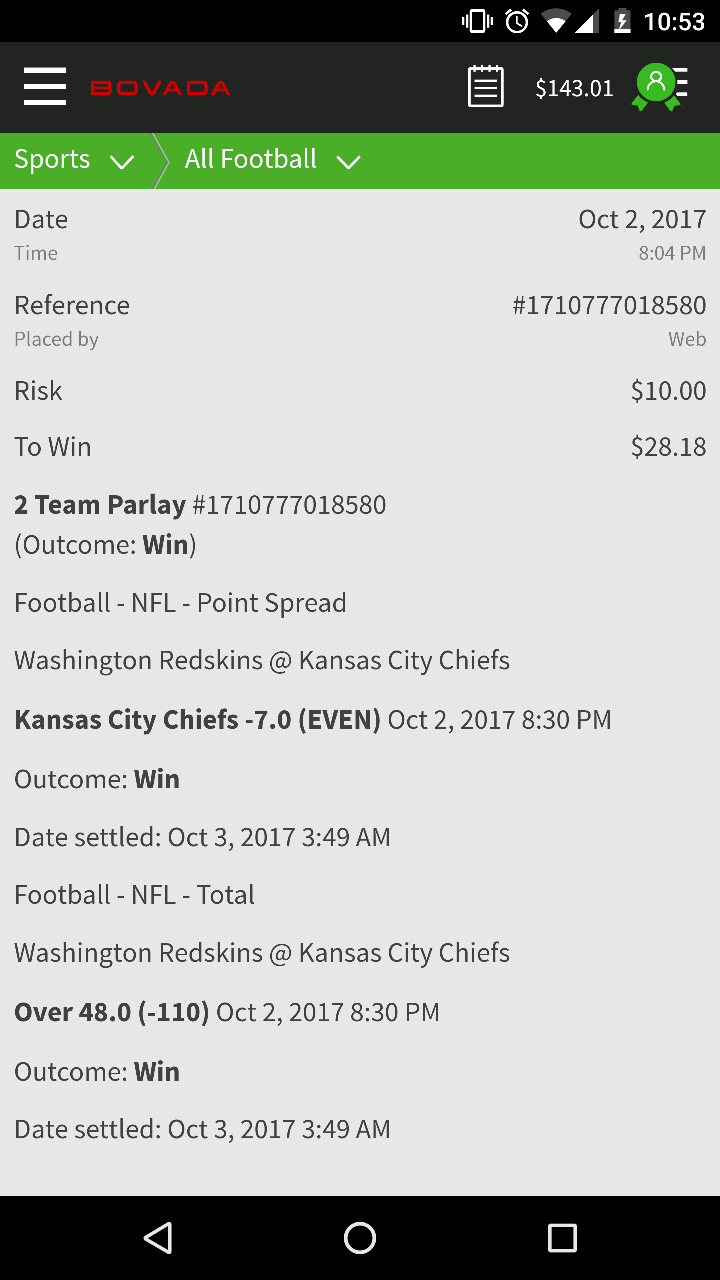 10:53
BOVADA
$143.01
Sports All Football
Date Oct 2, 2017
Time 8:04 PM
Reference #1710777018580
Placed by Web
Risk $10.00
To Win $28.18
2 Team Parlay #1710777018580
(Outcome: Win)
Football - NFL - Point Spread
Washington Redskins @ Kansas City Chiefs
Kansas City Chiefs -7.0 (EVEN) Oct 2, 2017 8:30 PM
Outcome: Win
Date settled: Oct 3, 2017 3:49 AM
Football - NFL - Total
Washington Redskins @ Kansas City Chiefs
Over 48.0 (-110) Oct 2, 2017 8:30 PM
Outcome: Win
Date settled: Oct 3, 2017 3:49 AM